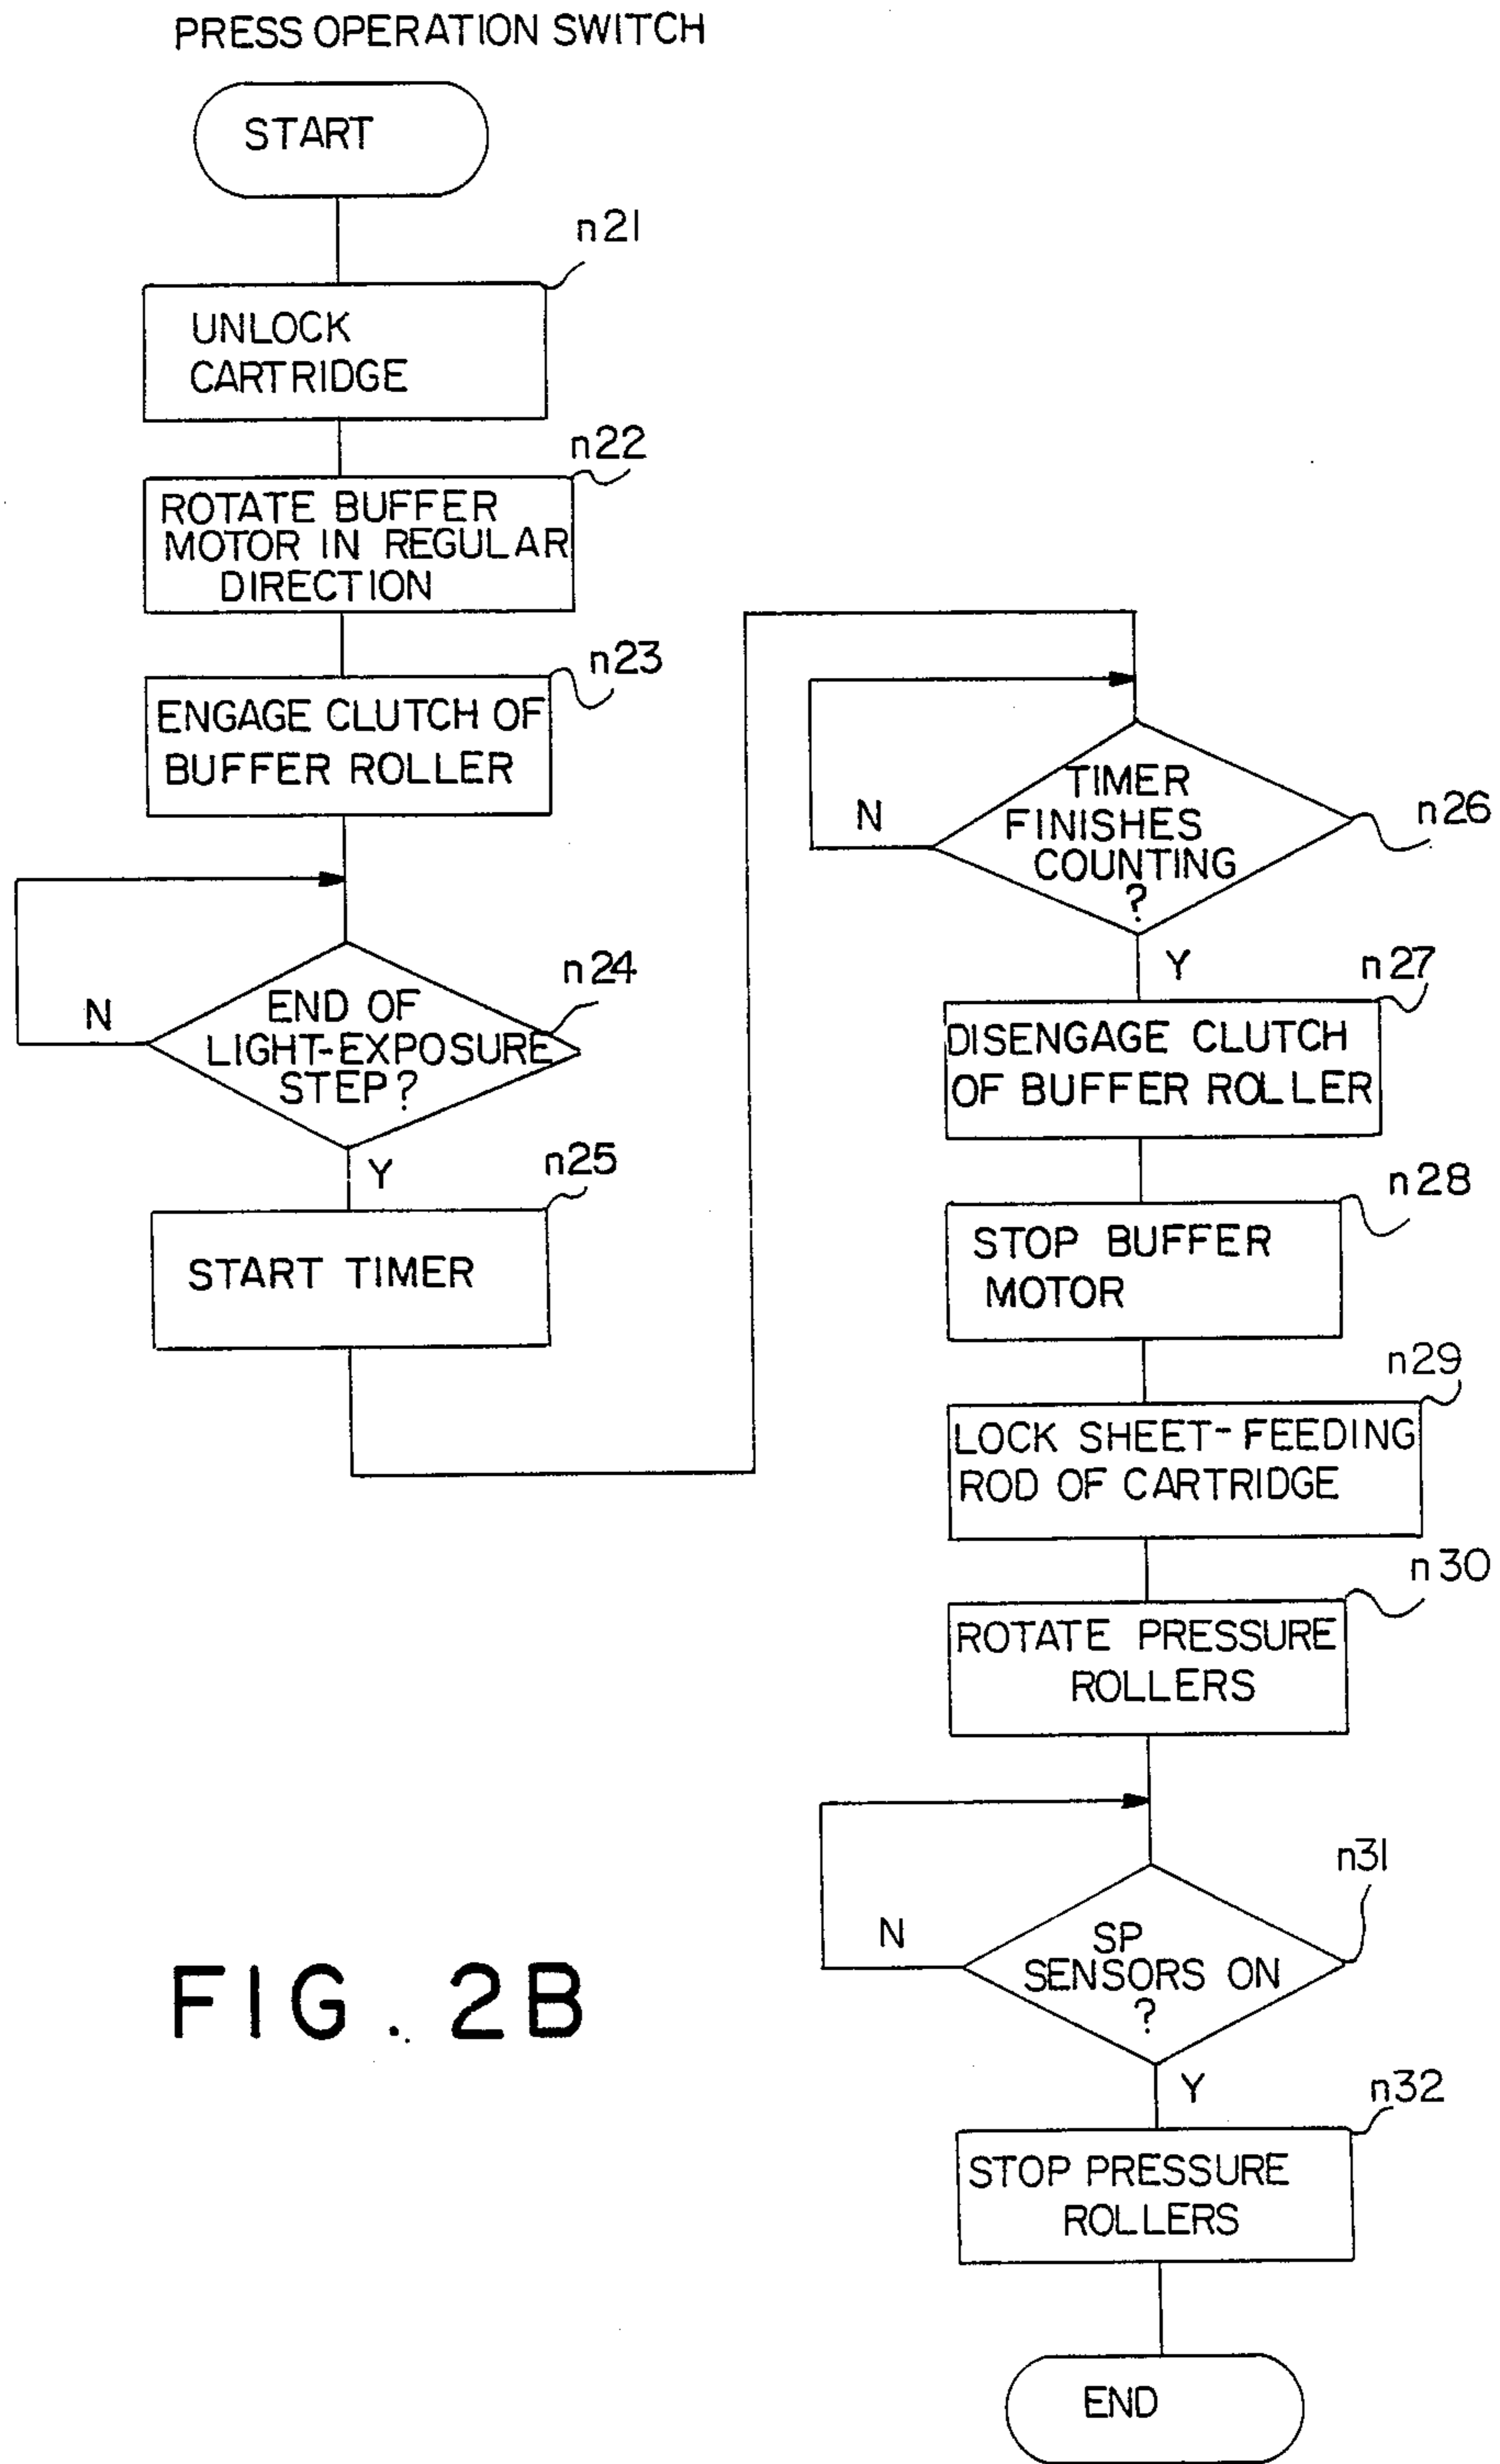 PRESS OPERATION SWITCH
START
n21
UNLOCK
CARTRIDGE
n22
ROTATE BUFFER
MOTOR IN REGULAR
DIRECTION
n23
ENGAGE CLUTCH OF
BUFFER ROLLER
n24
N
END OF
LIGHT-EXPOSURE
STEP?
Y
n25
START TIMER
N
TIMER
FINISHES
COUNTING
?
n26
Y
n27
DISENGAGE CLUTCH
OF BUFFER ROLLER
n28
STOP BUFFER
MOTOR
n29
LOCK SHEET-FEEDING
ROD OF CARTRIDGE
n30
ROTATE PRESSURE
ROLLERS
n31
N
SP
SENSORS ON
?
Y
n32
STOP PRESSURE
ROLLERS
END
FIG. 2B